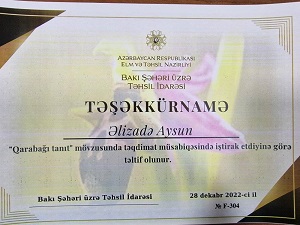 AZƏRBAYCAN RESPUBLİKASI
ELM VƏ TƏHSİL NAZİRLİYİ
BAKI ŞƏHƏRİ ÜZRƏ
TƏHSİL İDARƏSİ
TƏŞƏKKÜRNAMƏ
Əlizadə Aysun
"Qarabağı tanıt" mövzusunda təqdimat müsabiqəsində iştirak etdiyinə görə
təltif olunur.
Bakı Şəhəri üzrə Təhsil İdarəsi
28 dekabr 2022-ci il
№ F-304